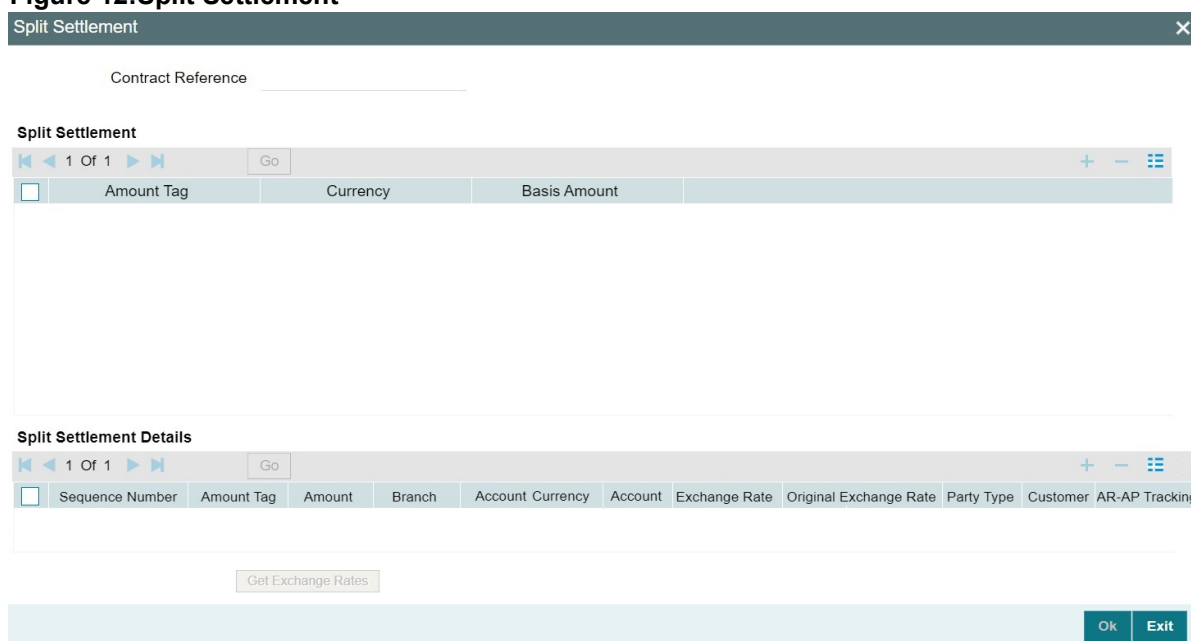 Figure 12:Split Settlement
Split Settlement
Contract Reference
Split Settlement
1 Of 1 Go
Amount Tag Currency Basis Amount
Split Settlement Details
1 Of 1 Go
Sequence Number Amount Tag Amount Branch Account Currency Account Exchange Rate Original Exchange Rate Party Type Customer AR-AP Tracking
Get Exchange Rates
Ok Exit